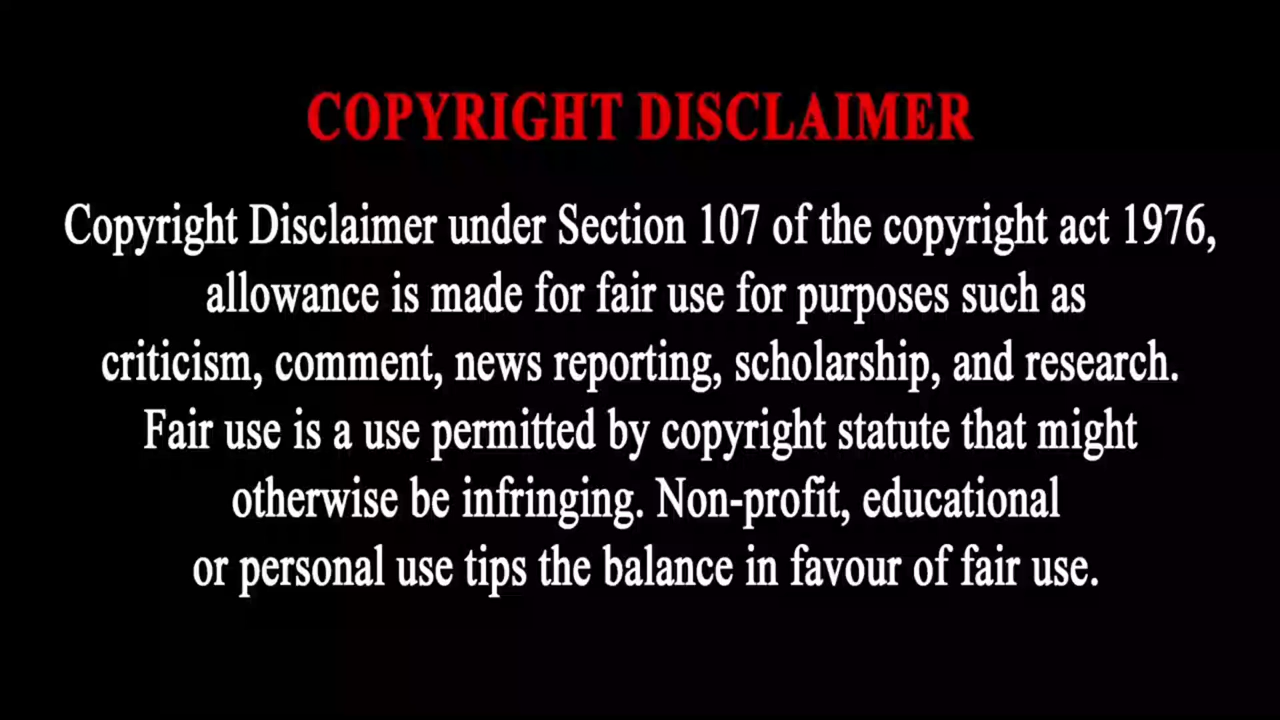 COPYRIGHT DISCLAIMER
Copyright Disclaimer under Section 107 of the copyright act 1976,
allowance is made for fair use for purposes such as
criticism, comment, news reporting, scholarship, and research.
Fair use is a use permitted by copyright statute that might
otherwise be infringing. Non-profit, educational
or personal use tips the balance in favour of fair use.